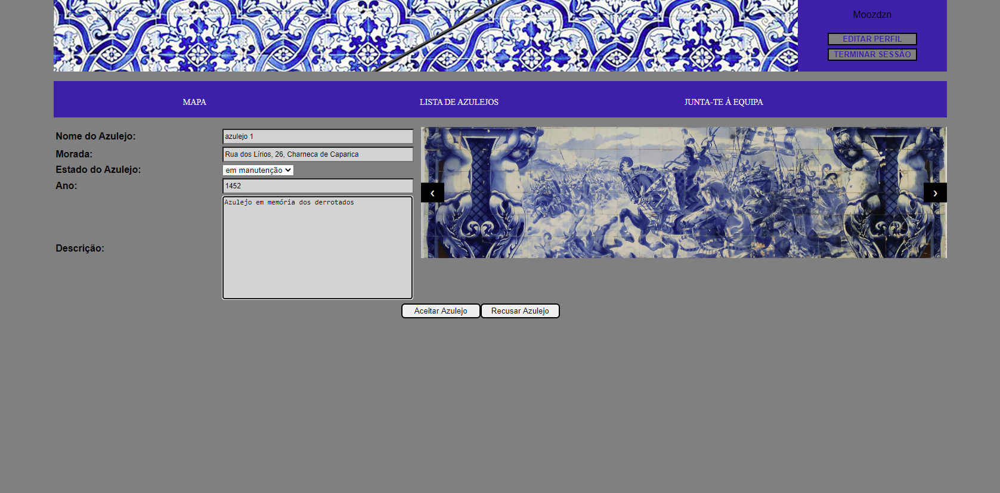 Moozdzn
EDITAR PERFIL
TERMINAR SESSÃO
MAPA
LISTA DE AZULEJOS
JUNTA-TE À EQUIPA
Nome do Azulejo:
azulejo 1
Morada:
Rua dos Lírios, 26, Charneca de Caparica
Estado do Azulejo:
em manutenção
Ano:
1452
Descrição:
Azulejo em memória dos derrotados
❮
❯
Aceitar Azulejo
Recusar Azulejo